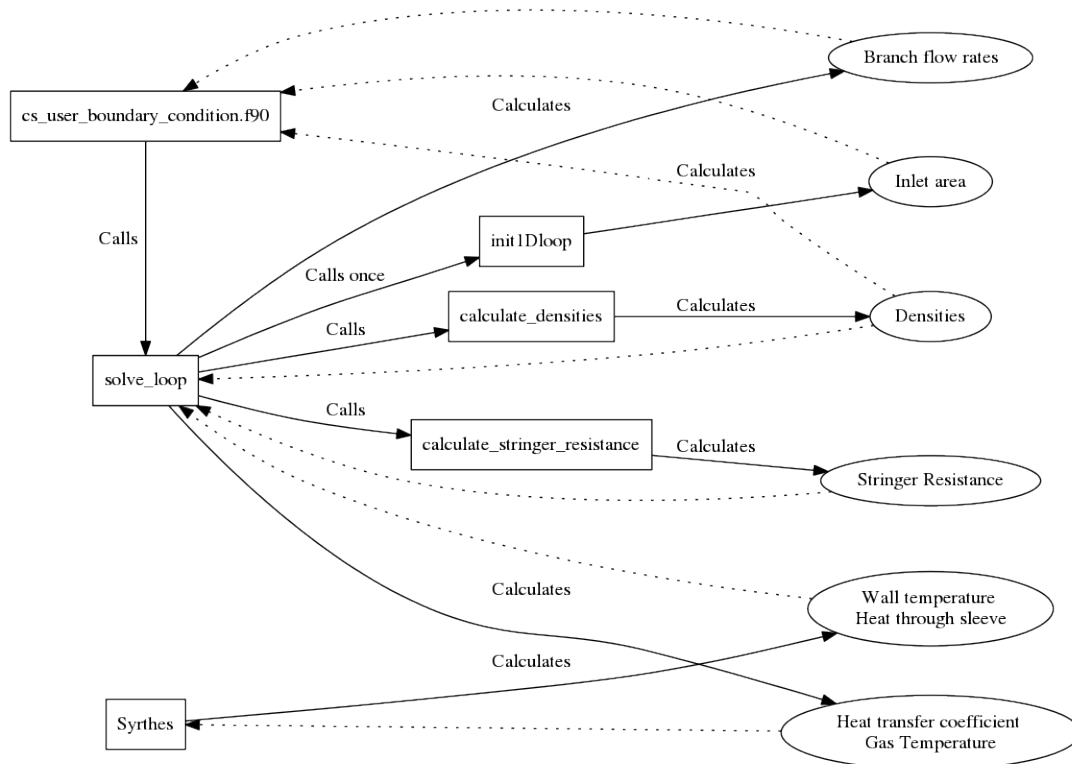 Branch flow rates
Calculates
cs_user_boundary_condition.f90
Calculates
Inlet area
Calls
init1Dloop
Calls once
calculate_densities
Calculates
Densities
Calls
solve_loop
Calls
calculate_stringer_resistance
Calculates
Stringer Resistance
Calculates
Wall temperature
Heat through sleeve
Calculates
Syrthes
Heat transfer coefficient
Gas Temperature